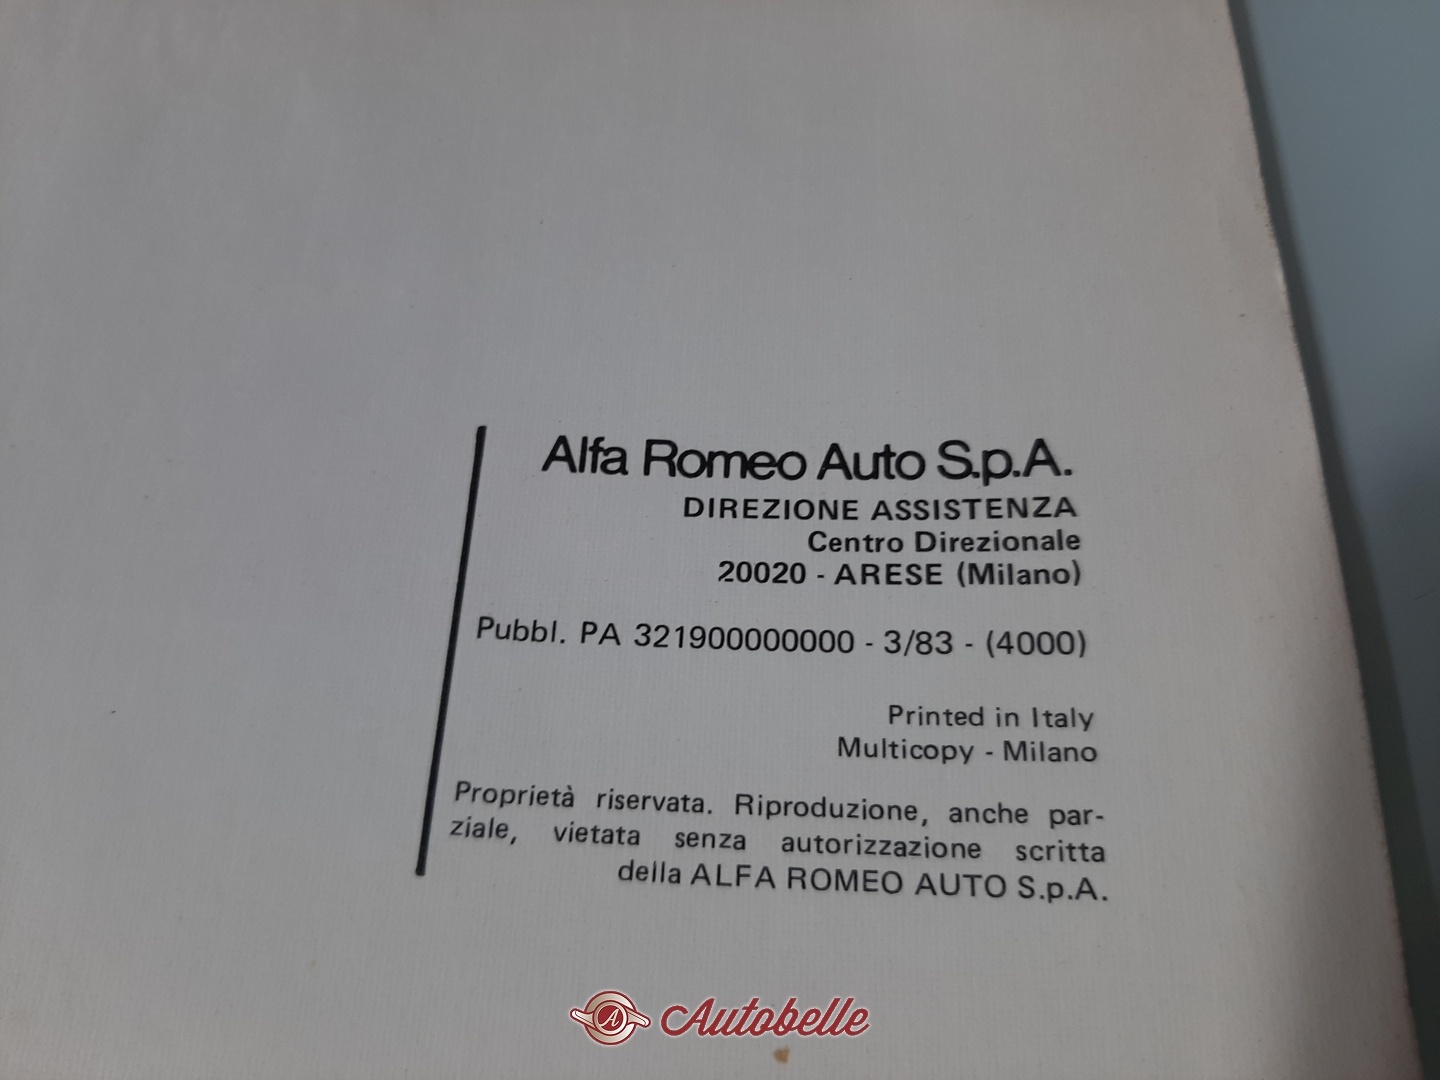 Alfa Romeo Auto S.p.A.
DIREZIONE ASSISTENZA
Centro Direzionale
20020 - ARESE (Milano)
Pubbl. PA 321900000000 - 3/83 - (4000)
Printed in Italy
Multicopy - Milano
Proprietà riservata. Riproduzione, anche par-
ziale, vietata senza autorizzazione scritta
della ALFA ROMEO AUTO S.p.A.
A Autobelle